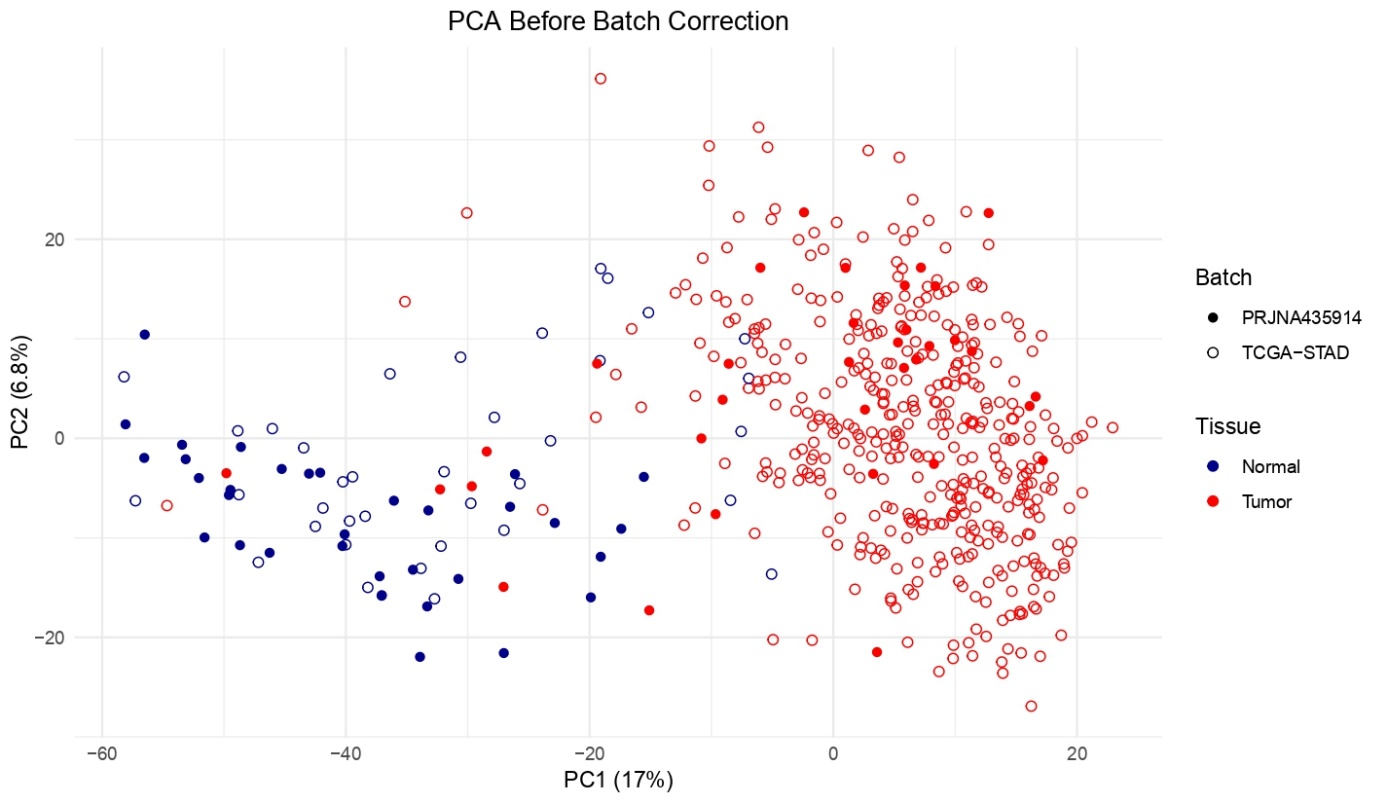 PCA Before Batch Correction
PC2 (6.8%)
20
0
−20
−60
−40
−20
0
20
PC1 (17%)
Batch
PRJNA435914
TCGA−STAD
Tissue
Normal
Tumor